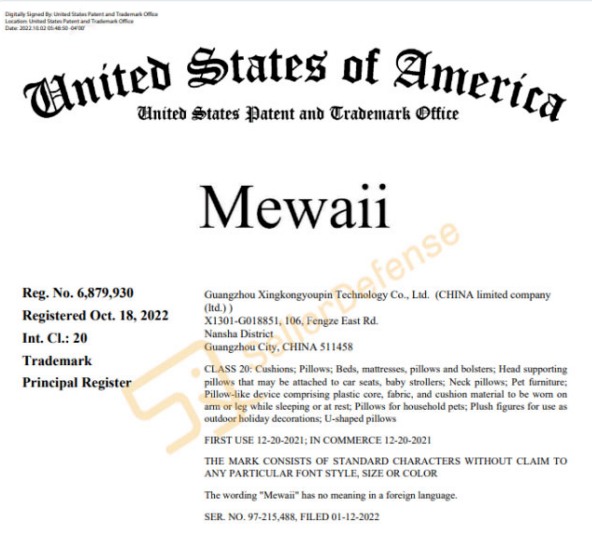 Digitally Signed By: United States Patent and Trademark Office
Location: United States Patent and Trademark Office
Date: 2022.10.02 05:48:50 -04'00'
United States of America
United States Patent and Trademark Office
Mewaii
Reg. No. 6,879,930
Registered Oct. 18, 2022
Int. Cl.: 20
Trademark
Principal Register
Guangzhou Xingkongyoupin Technology Co., Ltd. (CHINA limited company
(ltd.) )
X1301-G018851, 106, Fengze East Rd.
Nansha District
Guangzhou City, CHINA 511458
CLASS 20: Cushions; Pillows; Beds, mattresses, pillows and bolsters; Head supporting
pillows that may be attached to car seats, baby strollers; Neck pillows; Pet furniture;
Pillow-like device comprising plastic core, fabric, and cushion material to be worn on
arm or leg while sleeping or at rest; Pillows for household pets; Plush figures for use as
outdoor holiday decorations; U-shaped pillows
FIRST USE 12-20-2021; IN COMMERCE 12-20-2021
THE MARK CONSISTS OF STANDARD CHARACTERS WITHOUT CLAIM TO
ANY PARTICULAR FONT STYLE, SIZE OR COLOR
The wording "Mewaii" has no meaning in a foreign language.
SER. NO. 97-215,488, FILED 01-12-2022
SellerDefense